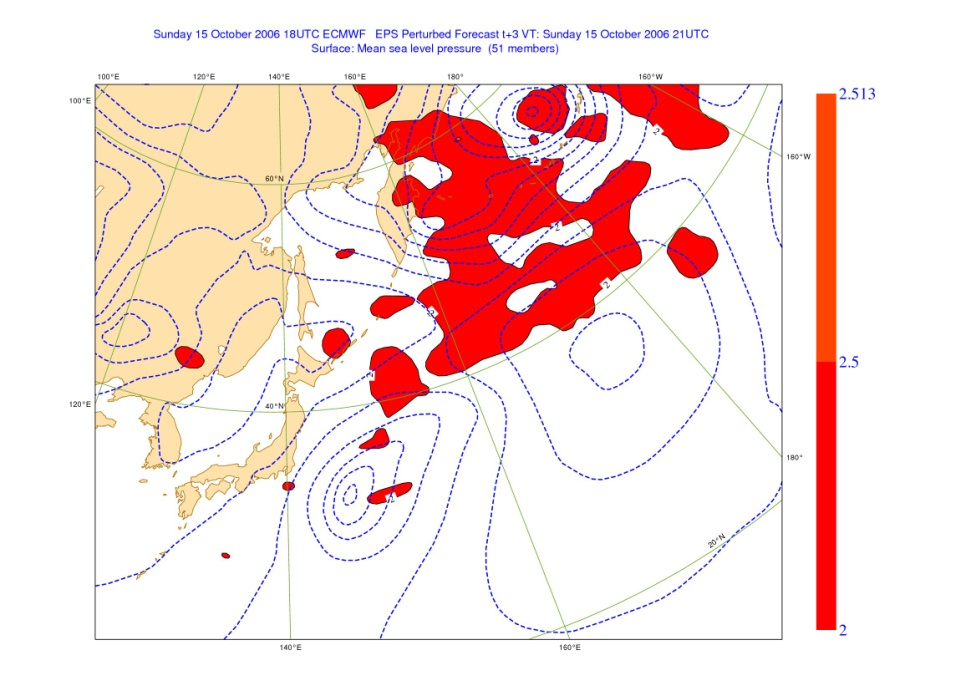 Sunday 15 October 2006 18UTC ECMWF   EPS Perturbed Forecast t+3 VT: Sunday 15 October 2006 21UTC
Surface: Mean sea level pressure  (51 members)
100°E 120°E 140°E 160°E 180° 160°W
2.513
100°E
2
160°W
60°N
2
2
2
2
2.5
2
120°E
40°N
180°
2
20°N
2
140°E 160°E